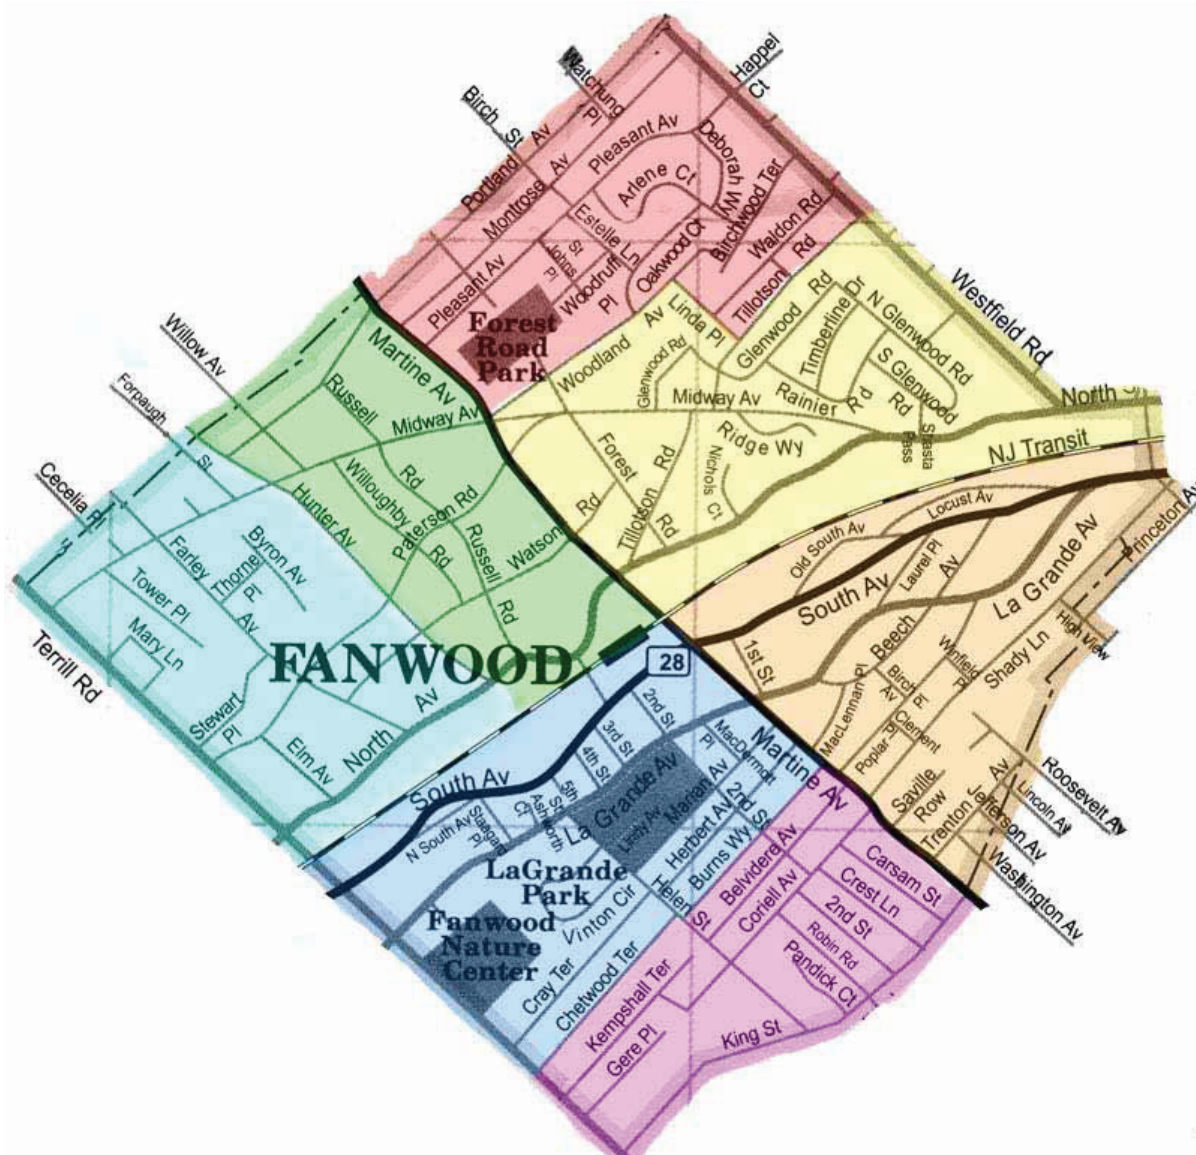 Happel
Ct
Watchung
Pl
Birch St
Portland Av
Montrose Av
Pleasant Av
Arlene Ct
Deborah Wy
Birchwood Ter
Estelle Ln
St
Johns
Pl
Woodruff
Pl
Oakwood Ct
Waldon Rd
Tillotson Rd
Pleasant Av
Forest
Road
Park
Westfield Rd
Woodland Av
Linda Pl
Glenwood Rd
Glenwood Rd
Timberline Dr
N Glenwood Rd
S Glenwood
Rd
Midway Av
Rainier Rd
Ridge Wy
Shasta
Pass
North
NJ Transit
Forest
Rd
Tillotson Rd
Nichols Ct
Willow Av
Forpaugh
St
Martine Av
Russell
Rd
Midway Av
Willoughby
Rd
Paterson Rd
Hunter Av
Russell
Rd
Watson Rd
Cecelia Pl
Farley
Av
Byron Av
Thorne
Pl
Tower Pl
Mary Ln
Terrill Rd
FANWOOD
Stewart
Pl
Elm Av
North Av
28
Old South Av
Locust Av
South Av
Laurel Pl
La Grande Av
Princeton Av
High View
Beech Av
Winfield
Pl
Shady Ln
1st St
MacLennan Pl
Birch
Av
Pl
Clement
Poplar
Pl
Saville
Row
Trenton Av
Jefferson Av
Lincoln Av
Roosevelt Av
Washington Av
South Av
2nd St
3rd St
4th St
5th
St
MacDermott
Pl
Martine Av
N South Av
Ashworth
Ct
La Grande Av
Marian Av
2nd St
Herbert Av
Burns Wy
LaGrande
Park
Helen St
Vinton Cir
Fanwood
Nature
Center
Cray Ter
Chetwood Ter
Belvidere Av
Coriell Av
Carsam St
Crest Ln
2nd St
Robin Rd
Pandick Ct
Kempshall Ter
Gere Pl
King St